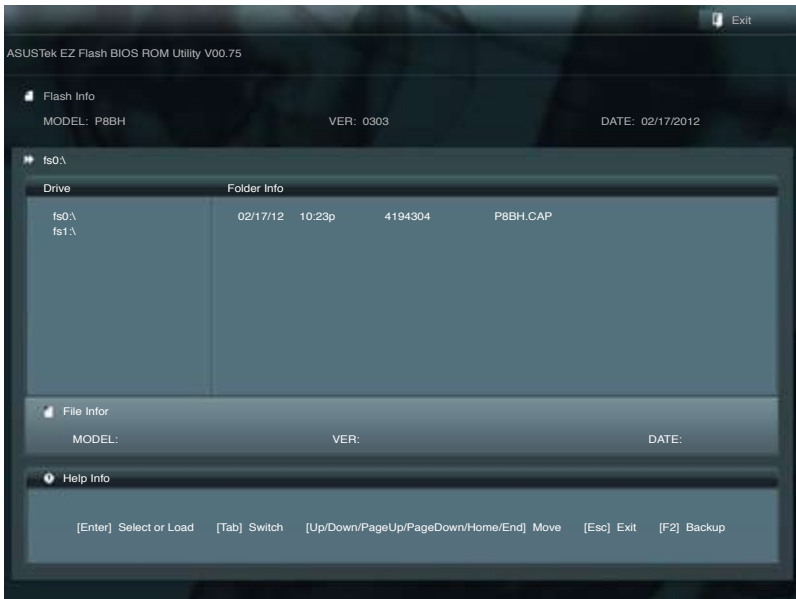 Exit
ASUSTek EZ Flash BIOS ROM Utility V00.75
Flash Info
MODEL: P8BH VER: 0303 DATE: 02/17/2012
fs0:\
Drive Folder Info
fs0:\ 02/17/12 10:23p 4194304 P8BH.CAP
fs1:\
File Infor
MODEL: VER: DATE:
Help Info
[Enter] Select or Load [Tab] Switch [Up/Down/PageUp/PageDown/Home/End] Move [Esc] Exit [F2] Backup